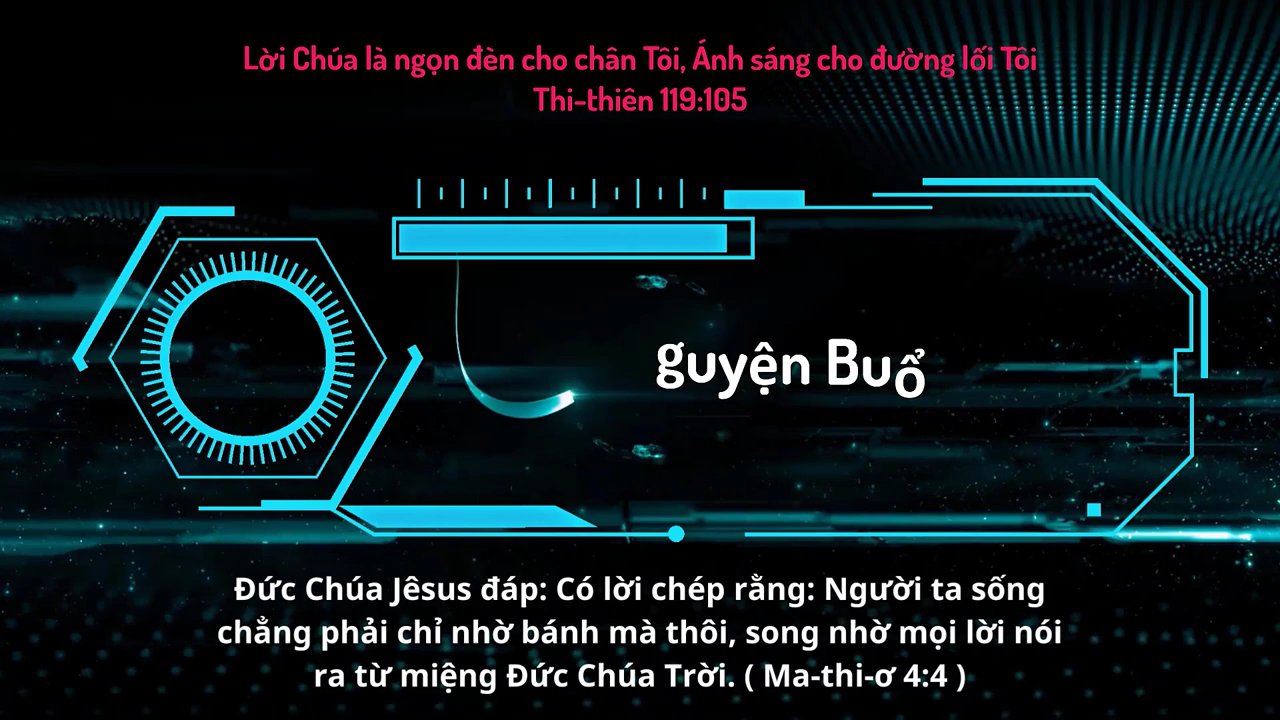 Lời Chúa là ngọn đèn cho chân Tôi, Ánh sáng cho đường lối Tôi
Thi-thiên 119:105
guyện Buổ
Đức Chúa Jêsus đáp: Có lời chép rằng: Người ta sống
chẳng phải chỉ nhờ bánh mà thôi, song nhờ mọi lời nói
ra từ miệng Đức Chúa Trời. ( Ma-thi-ơ 4:4 )